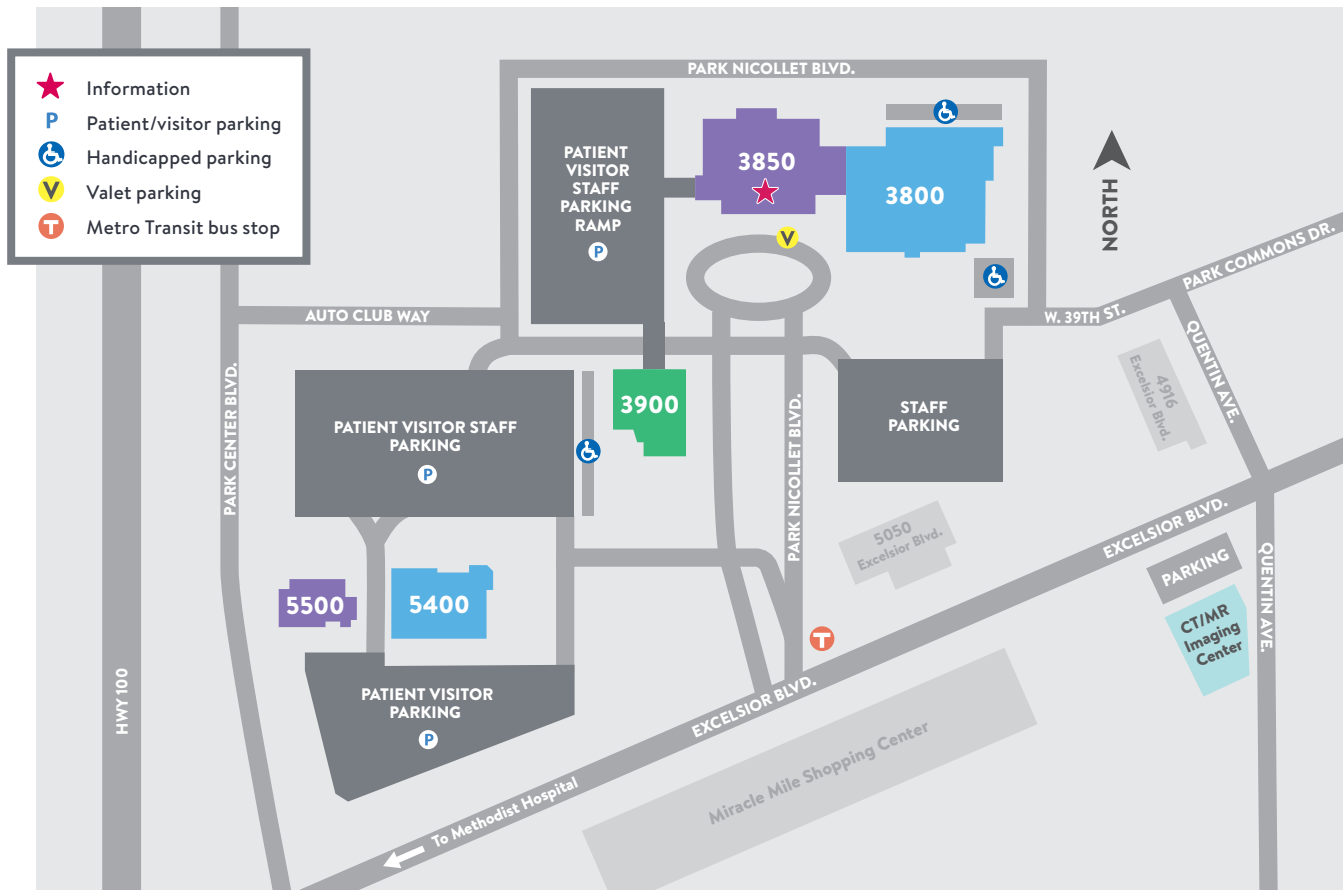 Information
P
Patient/visitor parking
Handicapped parking
V
Valet parking
T
Metro Transit bus stop
PARK NICOLLET BLVD.
PATIENT
VISITOR
STAFF
PARKING
RAMP
P
3850
3800
V
NORTH
PARK COMMONS DR.
AUTO CLUB WAY
W. 39TH ST.
QUENTIN AVE.
4916
Excelsior Blvd.
PARK CENTER BLVD.
PATIENT VISITOR STAFF
PARKING
P
3900
PARK NICOLLET BLVD.
STAFF
PARKING
5050
Excelsior Blvd.
EXCELSIOR BLVD.
PARKING
QUENTIN AVE.
CT/MR
Imaging
Center
5500
5400
T
HWY 100
PATIENT VISITOR
PARKING
P
EXCELSIOR BLVD.
Miracle Mile Shopping Center
To Methodist Hospital